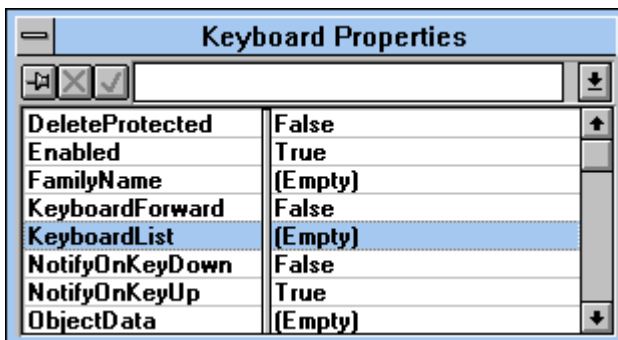 Keyboard Properties
DeleteProtected False
Enabled True
FamilyName (Empty)
KeyboardForward False
KeyboardList (Empty)
NotifyOnKeyDown False
NotifyOnKeyUp True
ObjectData (Empty)